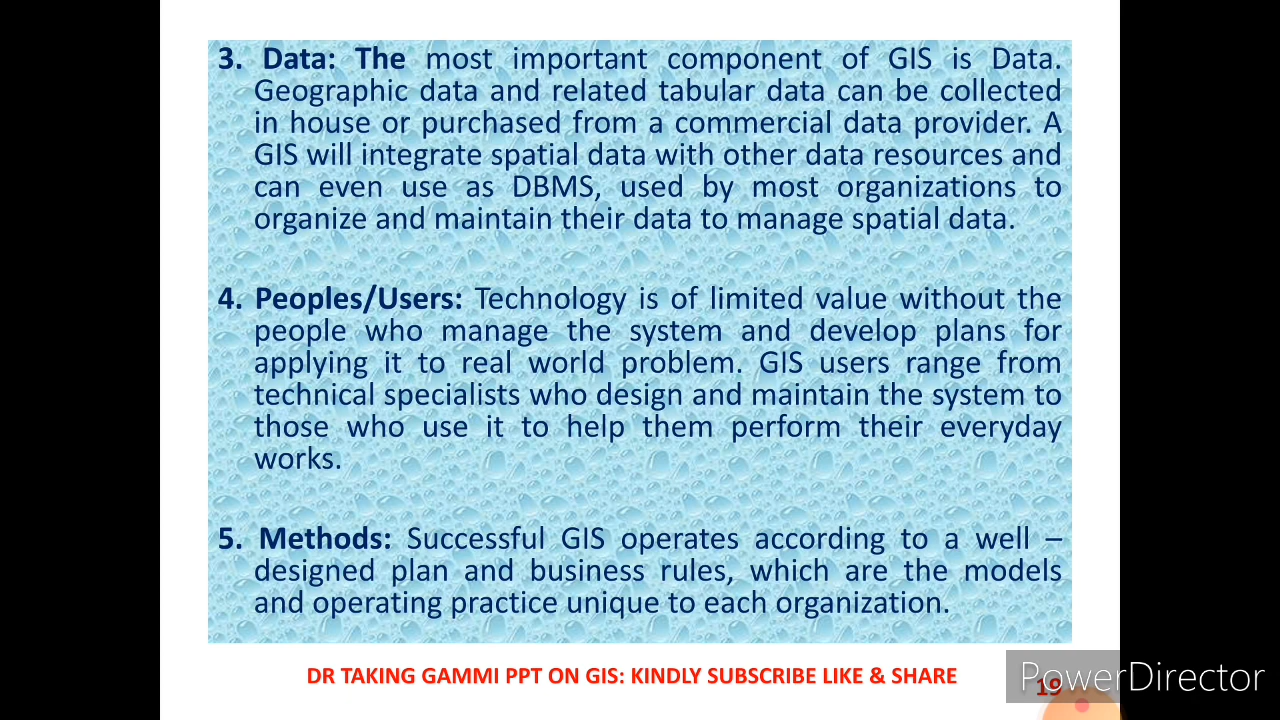 3. Data: The most important component of GIS is Data.
Geographic data and related tabular data can be collected
in house or purchased from a commercial data provider. A
GIS will integrate spatial data with other data resources and
can even use as DBMS, used by most organizations to
organize and maintain their data to manage spatial data.
4. Peoples/Users: Technology is of limited value without the
people who manage the system and develop plans for
applying it to real world problem. GIS users range from
technical specialists who design and maintain the system to
those who use it to help them perform their everyday
works.
5. Methods: Successful GIS operates according to a well –
designed plan and business rules, which are the models
and operating practice unique to each organization.
DR TAKING GAMMI PPT ON GIS: KINDLY SUBSCRIBE LIKE & SHARE
19
PowerDirector